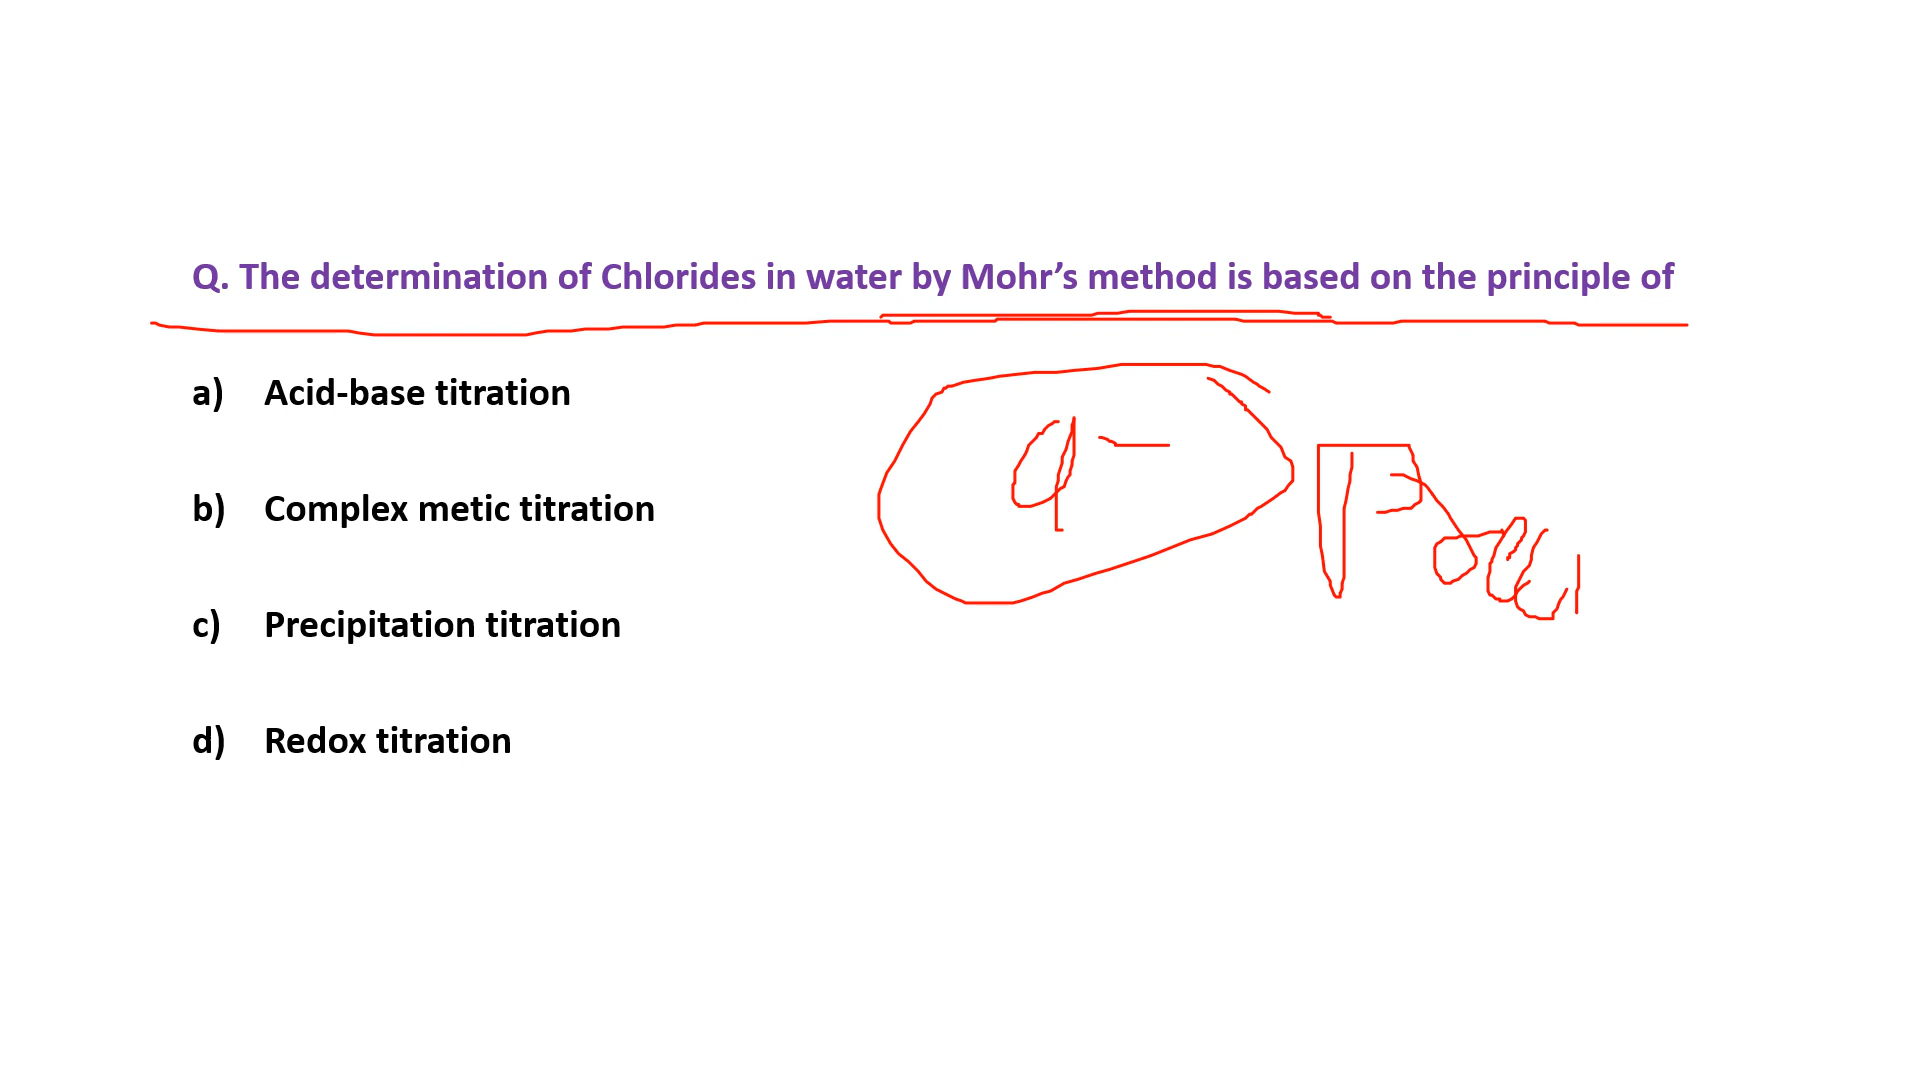 Q. The determination of Chlorides in water by Mohr’s method is based on the principle of
a) Acid-base titration
Cl -
b) Complex metic titration
c) Precipitation titration
d) Redox titration